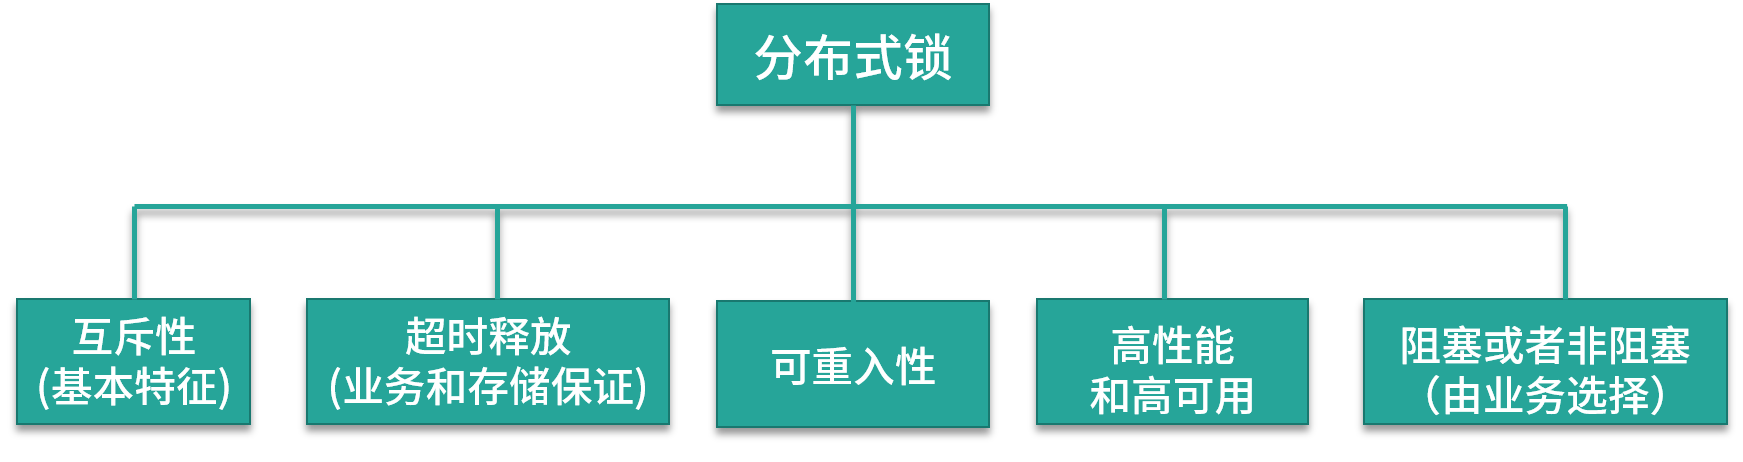 分布式锁
互斥性
(基本特征)
超时释放
(业务和存储保证)
可重入性
高性能
和高可用
阻塞或者非阻塞
（由业务选择）